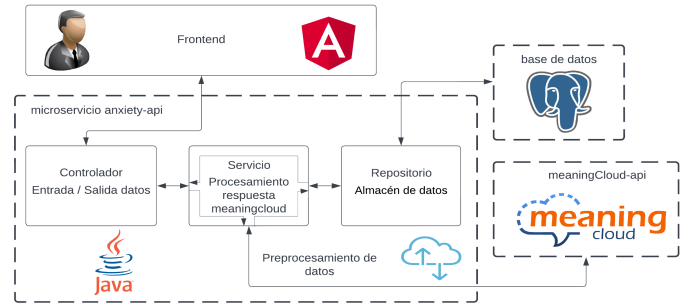 Frontend
A
microservicio anxiety-api
base de datos
Controlador
Entrada / Salida datos
Servicio
Procesamiento
respuesta
meaningcloud
Repositorio
Almacén de datos
meaningCloud-api
meaning
cloud
Java
Preprocesamiento de
datos